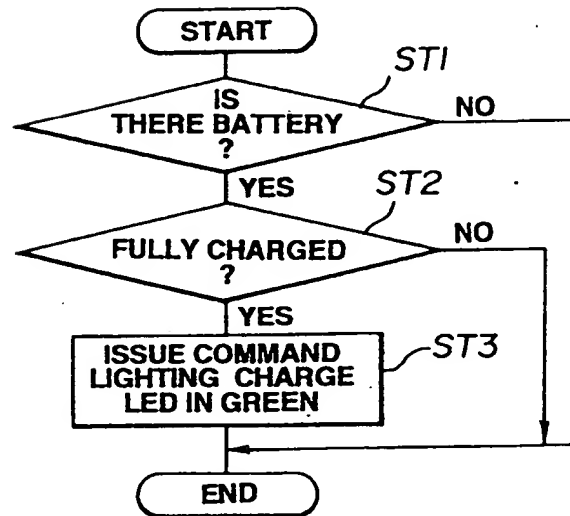 START
ST1
IS
THERE BATTERY
?
NO
YES
ST2
FULLY CHARGED
?
NO
YES
ISSUE COMMAND
LIGHTING CHARGE
LED IN GREEN
ST3
END